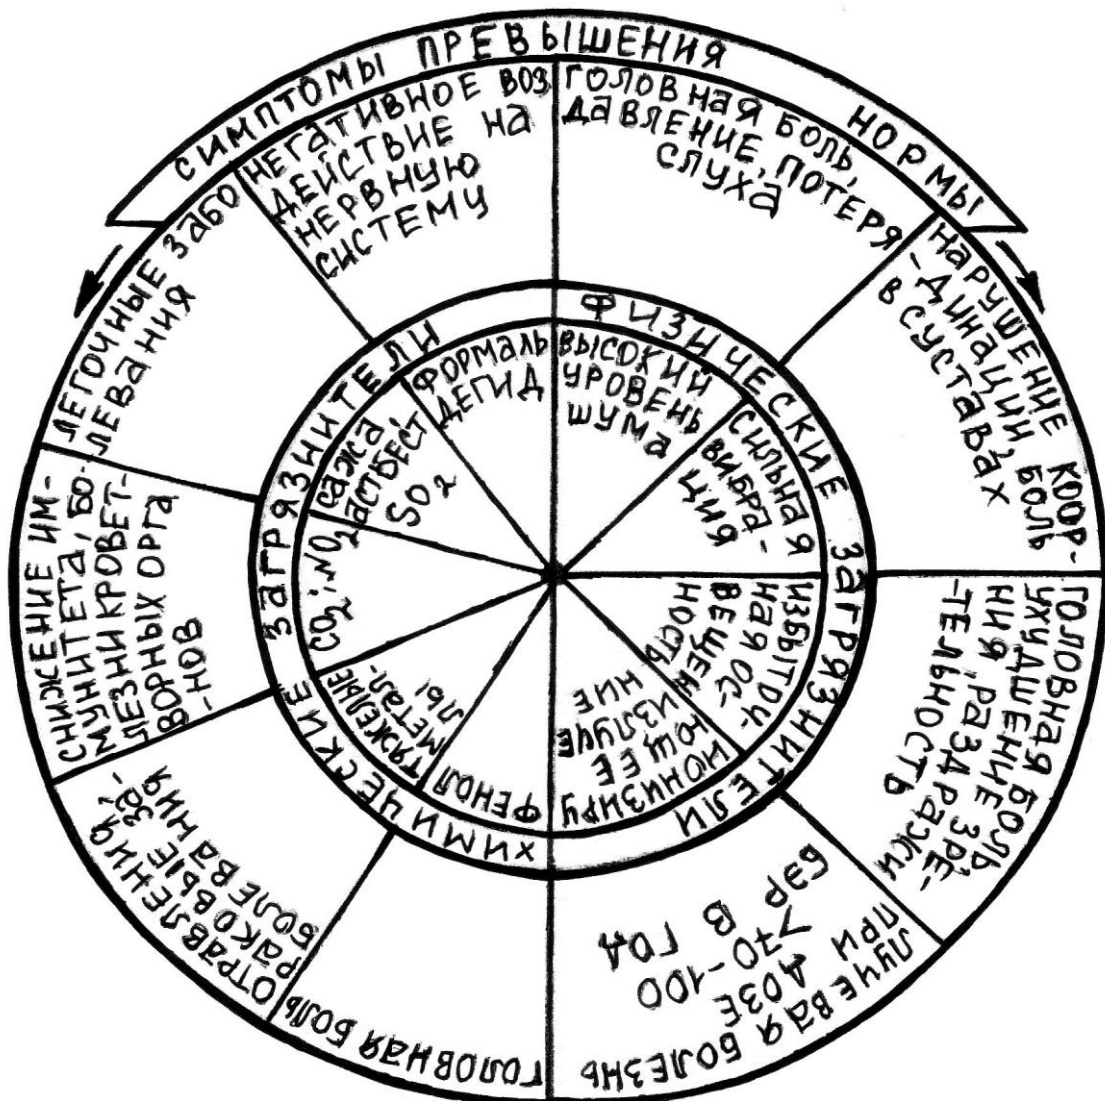 СИМПТОМЫ ПРЕВЫШЕНИЯ НОРМЫ
НЕГАТИВНОЕ ВОЗ
ДЕЙСТВИЕ НА
НЕРВНУЮ
СИСТЕМУ
ГОЛОВНАЯ БОЛЬ,
ДАВЛЕНИЕ, ПОТЕРЯ
СЛУХА
НАРУШЕНИЕ КООР-
-ДИНАЦИИ, БОЛЬ
В СУСТАВАХ
ГОЛОВНАЯ БОЛЬ,
УХУДШЕНИЕ ЗРЕ-
НИЯ, РАЗДРАЖИ
-ТЕЛЬНОСТЬ
ЛУЧЕВАЯ БОЛЕЗНЬ
ПРИ ДОЗЕ
>70-100
БЭР В ГОД
ГОЛОВНАЯ БОЛЬ
ОТРАВЛЕНИЯ,
РАКОВЫЕ ЗА-
БОЛЕВАНИЯ
СНИЖЕНИЕ ИМ-
МУНИТЕТА, БО-
ЛЕЗНИ КРОВЕТ-
ВОРНЫХ ОРГА
-НОВ
ЛЕГОЧНЫЕ ЗАБО
ЛЕВАНИЯ
ФИЗИЧЕСКИЕ ЗАГРЯЗНИТЕЛИ
ХИМИЧЕСКИЕ ЗАГРЯЗНИТЕЛИ
ВЫСОКИЙ
УРОВЕНЬ
ШУМА
СИЛЬНАЯ
ВИБРА-
ЦИЯ
ИЗБЫТОЧ-
НАЯ ОС-
ВЕЩЕН
НОСТЬ
ИОНИЗИРУ
ЮЩЕЕ
ИЗЛУЧЕ
НИЕ
ФЕНОЛ
ТЯЖЕЛЫЕ
МЕТАЛ-
ЛЫ
CO2; NO2
САЖА
АСТБЕСТ
SO2
ФОРМАЛЬ
ДЕГИД